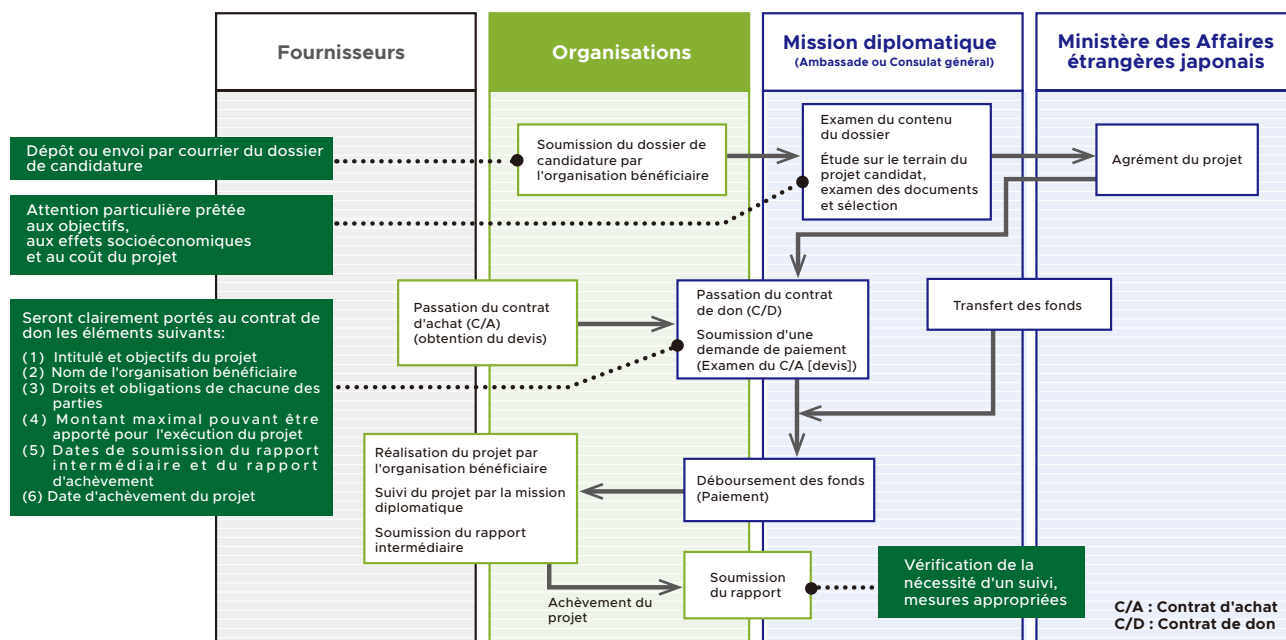 Fournisseurs
Organisations
Mission diplomatique
(Ambassade ou Consulat général)
Ministère des Affaires
étrangères japonais
Dépôt ou envoi par courrier du dossier
de candidature
Soumission du dossier de
candidature par
l'organisation bénéficiaire
Examen du contenu
du dossier
Étude sur le terrain du
projet candidat,
examen des documents
et sélection
Agrément du projet
Attention particulière prêtée
aux objectifs,
aux effets socioéconomiques
et au coût du projet
Seront clairement portés au contrat de
don les éléments suivants:
(1) Intitulé et objectifs du projet
(2) Nom de l'organisation bénéficiaire
(3) Droits et obligations de chacune des
parties
(4) Montant maximal pouvant être
apporté pour l'exécution du projet
(5) Dates de soumission du rapport
intermédiaire et du rapport
d'achèvement
(6) Date d'achèvement du projet
Passation du contrat
d'achat (C/A)
(obtention du devis)
Passation du contrat
de don (C/D)
Soumission d'une
demande de paiement
(Examen du C/A [devis])
Transfert des fonds
Réalisation du projet par
l'organisation bénéficiaire
Suivi du projet par la mission
diplomatique
Soumission du rapport
intermédiaire
Déboursement des fonds
(Paiement)
Achèvement du
projet
Soumission
du rapport
Vérification de la
nécessité d'un suivi,
mesures appropriées
C/A : Contrat d'achat
C/D : Contrat de don